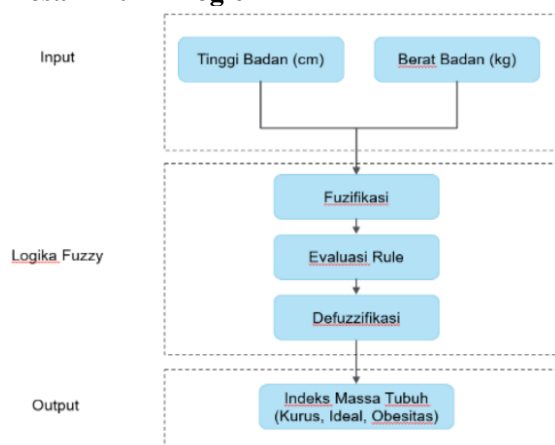 Input
Tinggi Badan (cm)
Berat Badan (kg)
Logika Fuzzy
Fuzifikasi
Evaluasi Rule
Defuzzifikasi
Output
Indeks Massa Tubuh
(Kurus, Ideal, Obesitas)